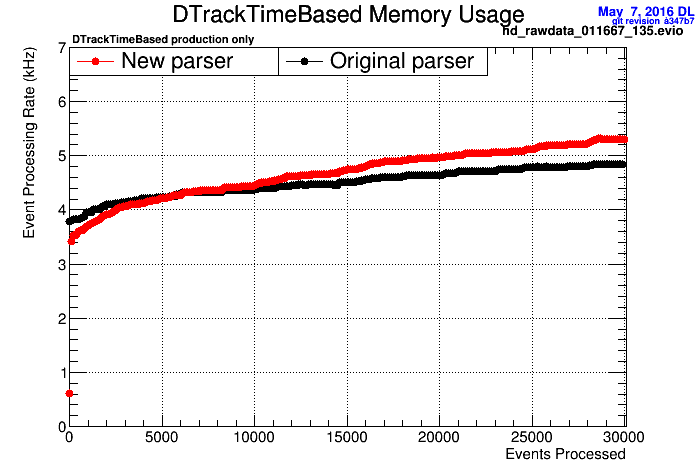 DTrackTimeBased Memory Usage
May 7, 2016 DL
git revision a347b7
hd_rawdata_011667_135.evio
DTrackTimeBased production only
New parser
Original parser
Event Processing Rate (kHz)
7
6
5
4
3
2
1
0
0 5000 10000 15000 20000 25000 30000
Events Processed